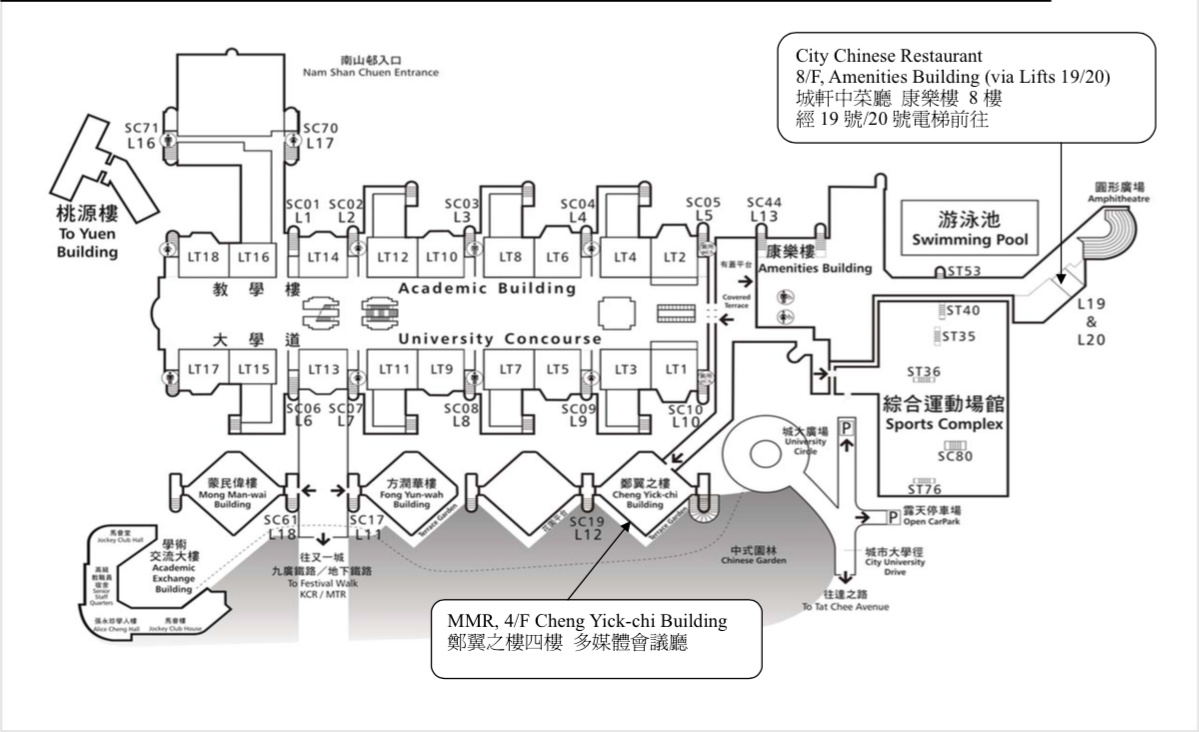 City Chinese Restaurant
8/F, Amenities Building (via Lifts 19/20)
城軒中菜廳 康樂樓 8 樓
經 19 號/20 號電梯前往
南山邨入口
Nam Shan Chuen Entrance
SC71
L16
SC70
L17
桃源樓
To Yuen
Building
SC01
L1
SC02
L2
SC03
L3
SC04
L4
SC05
L5
SC44
L13
圓形廣場
Amphitheatre
游泳池
Swimming Pool
康樂樓
Amenities Building
ST53
LT18
LT16
LT14
LT12
LT10
LT8
LT6
LT4
LT2
有蓋平台
Covered
Terrace
教學樓
Academic Building
大學道
University Concourse
ST40
ST35
L19
&
L20
LT17
LT15
LT13
LT11
LT9
LT7
LT5
LT3
LT1
ST36
綜合運動場館
Sports Complex
SC80
ST76
SC06
L6
SC07
L7
SC08
L8
SC09
L9
SC10
L10
城大廣場
University
Circle
P
蒙民偉樓
Mong Man-wai
Building
方潤華樓
Fong Yun-wah
Building
Terrace Garden
鄭翼之樓
Cheng Yick-chi
Building
Terrace Garden
SC61
L18
SC17
L11
SC19
L12
P
露天停車場
Open CarPark
馬會堂
Jockey Club Hall
學術
交流大樓
Academic
Exchange
Building
高級
教職員
宿舍
Senior
Staff
Quarters
張永珍學人樓
Alice Cheng Hall
馬會樓
Jockey Club House
往又一城
九廣鐵路／地下鐵路
To Festival Walk
KCR / MTR
中式園林
Chinese Garden
城市大學徑
City University
Drive
往達之路
To Tat Chee Avenue
MMR, 4/F Cheng Yick-chi Building
鄭翼之樓四樓 多媒體會議廳